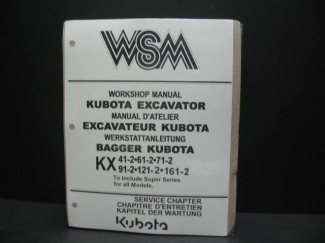 WSM
WORKSHOP MANUAL
KUBOTA EXCAVATOR
MANUAL D'ATELIER
EXCAVATEUR KUBOTA
WERKSTATTANLEITUNG
BAGGER KUBOTA
KX 41-2•61-2•71-2
91-2•121-2•161-2
To Include Super Series
for all Models.
SERVICE CHAPTER
CHAPITRE D'ENTRETIEN
KAPITEL DER WARTUNG
Kubota